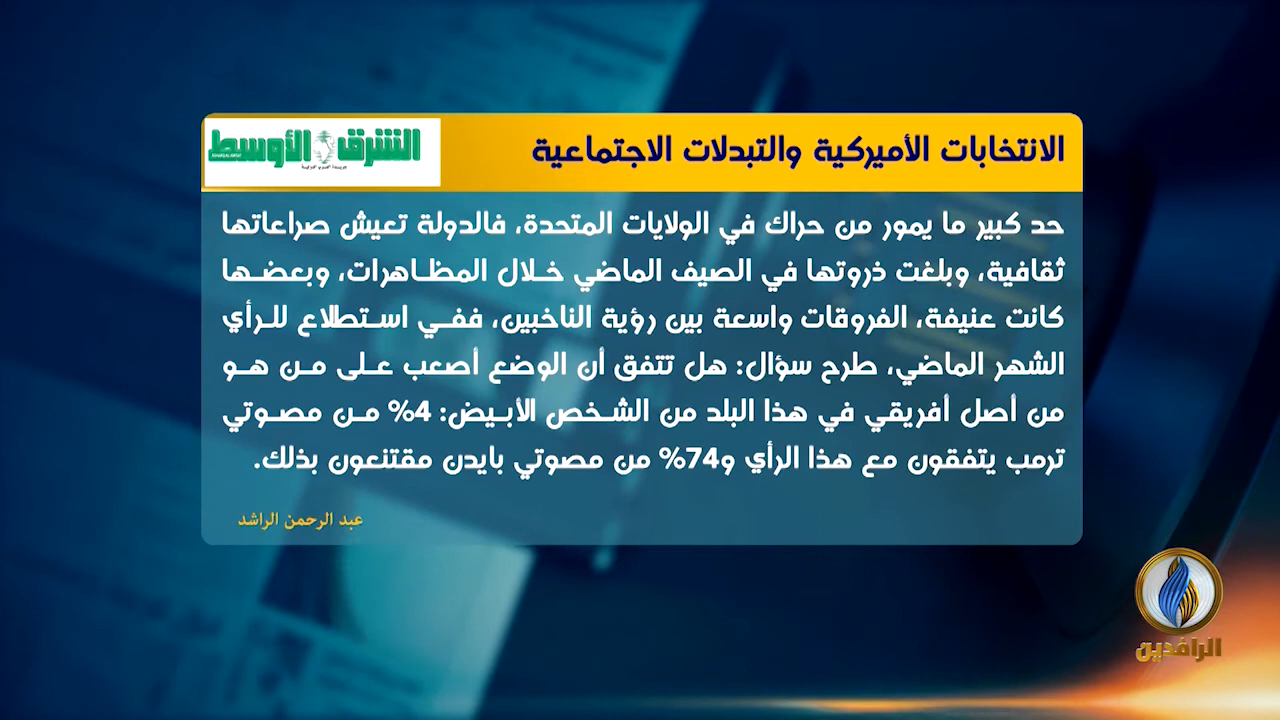 الانتخابات الأميركية والتبدلات الاجتماعية
الشرق الأوسط
حد كبير ما يمور من حراك في الولايات المتحدة، فالدولة تعيش صراعاتها
ثقافية، وبلغت ذروتها في الصيف الماضي خلال المظاهرات، وبعضها
كانت عنيفة، الفروقات واسعة بين رؤية الناخبين، ففي استطلاع للرأي
الشهر الماضي، طرح سؤال: هل تتفق أن الوضع أصعب على من هو
من أصل أفريقي في هذا البلد من الشخص الأبيض: 4% من مصوتي
ترمب يتفقون مع هذا الرأي و74% من مصوتي بايدن مقتنعون بذلك.
عبد الرحمن الراشد
الرافدين